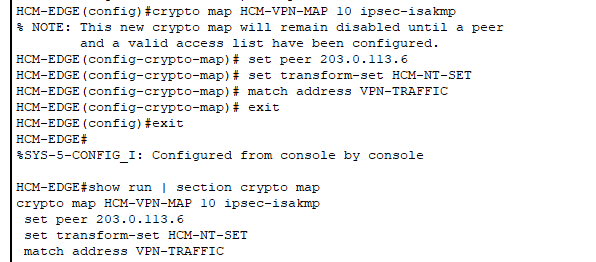 HCM-EDGE(config)#crypto map HCM-VPN-MAP 10 ipsec-isakmp
% NOTE: This new crypto map will remain disabled until a peer
        and a valid access list have been configured.
HCM-EDGE(config-crypto-map)# set peer 203.0.113.6
HCM-EDGE(config-crypto-map)# set transform-set HCM-NT-SET
HCM-EDGE(config-crypto-map)# match address VPN-TRAFFIC
HCM-EDGE(config-crypto-map)# exit
HCM-EDGE(config)#exit
HCM-EDGE#
%SYS-5-CONFIG_I: Configured from console by console

HCM-EDGE#show run | section crypto map
crypto map HCM-VPN-MAP 10 ipsec-isakmp
 set peer 203.0.113.6
 set transform-set HCM-NT-SET
 match address VPN-TRAFFIC